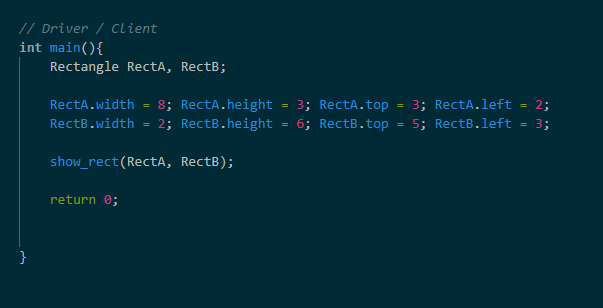 // Driver / Client
int main(){
Rectangle RectA, RectB;
RectA.width = 8; RectA.height = 3; RectA.top = 3; RectA.left = 2;
RectB.width = 2; RectB.height = 6; RectB.top = 5; RectB.left = 3;
show_rect(RectA, RectB);
return 0;
}